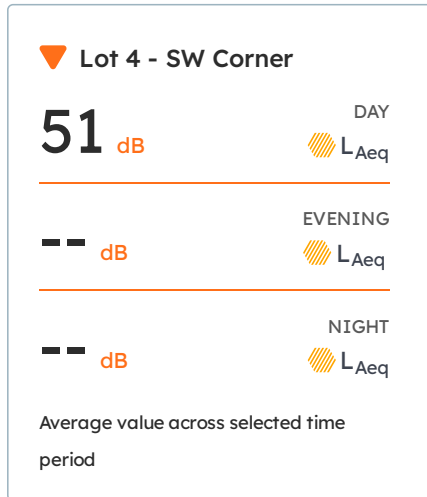 Lot 4 - SW Corner
DAY
51 dB
LAeq
EVENING
-- dB
LAeq
NIGHT
-- dB
LAeq
Average value across selected time
period